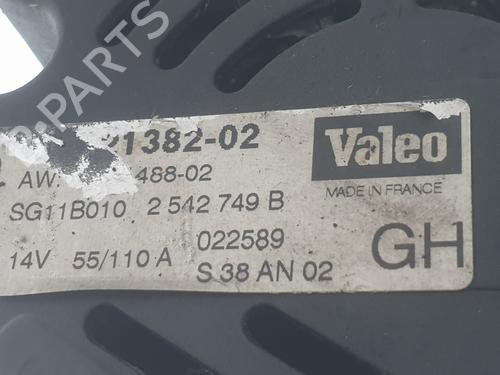 PARTS
21382-02
AW. 488-02
SG11B010 2 542 749 B
14V 55/110 A
022589
S 38 AN 02
Valeo
MADE IN FRANCE
GH